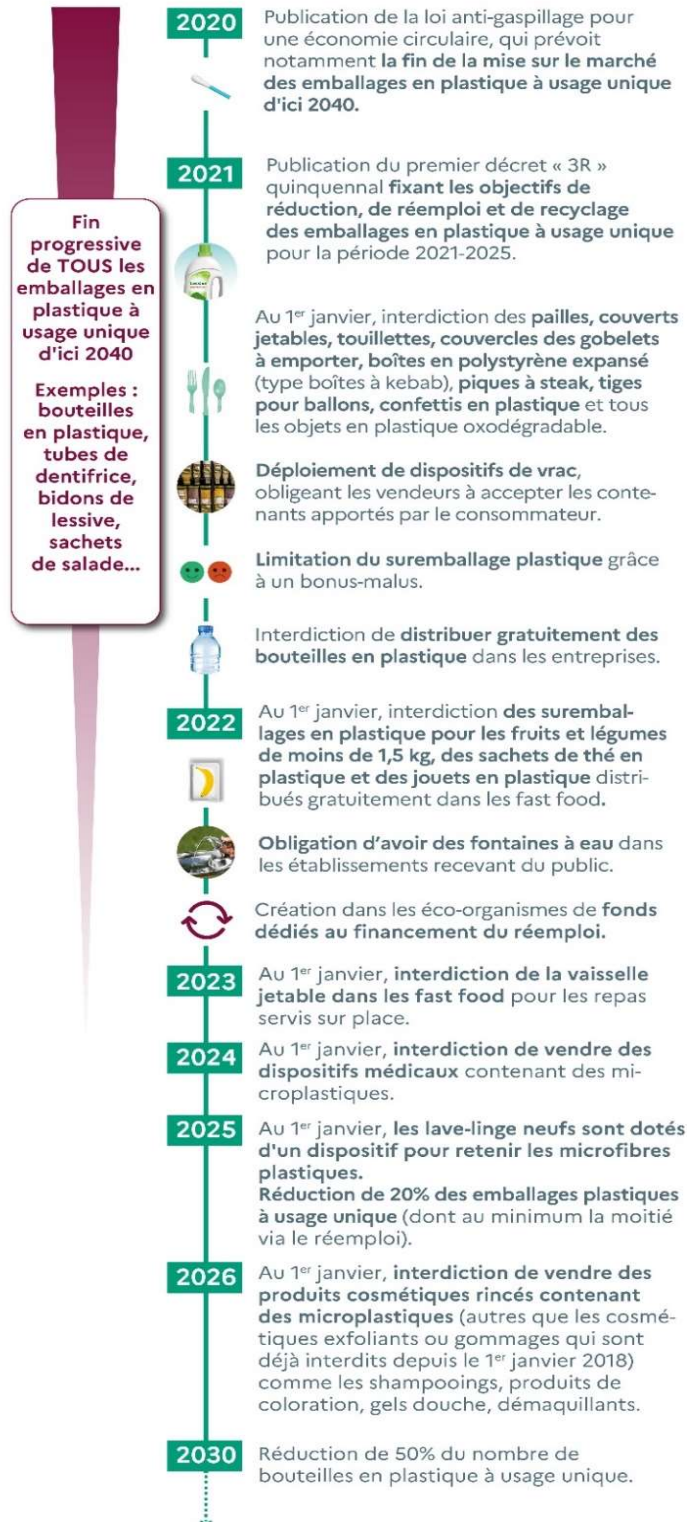 2020
Publication de la loi anti-gaspillage pour
une économie circulaire, qui prévoit
notamment la fin de la mise sur le marché
des emballages en plastique à usage unique
d'ici 2040.
2021
Publication du premier décret « 3R »
quinquennal fixant les objectifs de
réduction, de réemploi et de recyclage
des emballages en plastique à usage unique
pour la période 2021-2025.
Fin
progressive
de TOUS les
emballages en
plastique à
usage unique
d'ici 2040
Exemples :
bouteilles
en plastique,
tubes de
dentifrice,
bidons de
lessive,
sachets
de salade...
Au 1er janvier, interdiction des pailles, couverts
jetables, touillettes, couvercles des gobelets
à emporter, boîtes en polystyrène expansé
(type boîtes à kebab), piques à steak, tiges
pour ballons, confettis en plastique et tous
les objets en plastique oxodégradable.
Déploiement de dispositifs de vrac,
obligeant les vendeurs à accepter les conte-
nants apportés par le consommateur.
Limitation du suremballage plastique grâce
à un bonus-malus.
Interdiction de distribuer gratuitement des
bouteilles en plastique dans les entreprises.
2022
Au 1er janvier, interdiction des surembal-
lages en plastique pour les fruits et légumes
de moins de 1,5 kg, des sachets de thé en
plastique et des jouets en plastique distri-
bués gratuitement dans les fast food.
Obligation d'avoir des fontaines à eau dans
les établissements recevant du public.
Création dans les éco-organismes de fonds
dédiés au financement du réemploi.
2023
Au 1er janvier, interdiction de la vaisselle
jetable dans les fast food pour les repas
servis sur place.
2024
Au 1er janvier, interdiction de vendre des
dispositifs médicaux contenant des mi-
croplastiques.
2025
Au 1er janvier, les lave-linge neufs sont dotés
d'un dispositif pour retenir les microfibres
plastiques.
Réduction de 20% des emballages plastiques
à usage unique (dont au minimum la moitié
via le réemploi).
2026
Au 1er janvier, interdiction de vendre des
produits cosmétiques rincés contenant
des microplastiques (autres que les cosmé-
tiques exfoliants ou gommages qui sont
déjà interdits depuis le 1er janvier 2018)
comme les shampooings, produits de
coloration, gels douche, démaquillants.
2030
Réduction de 50% du nombre de
bouteilles en plastique à usage unique.